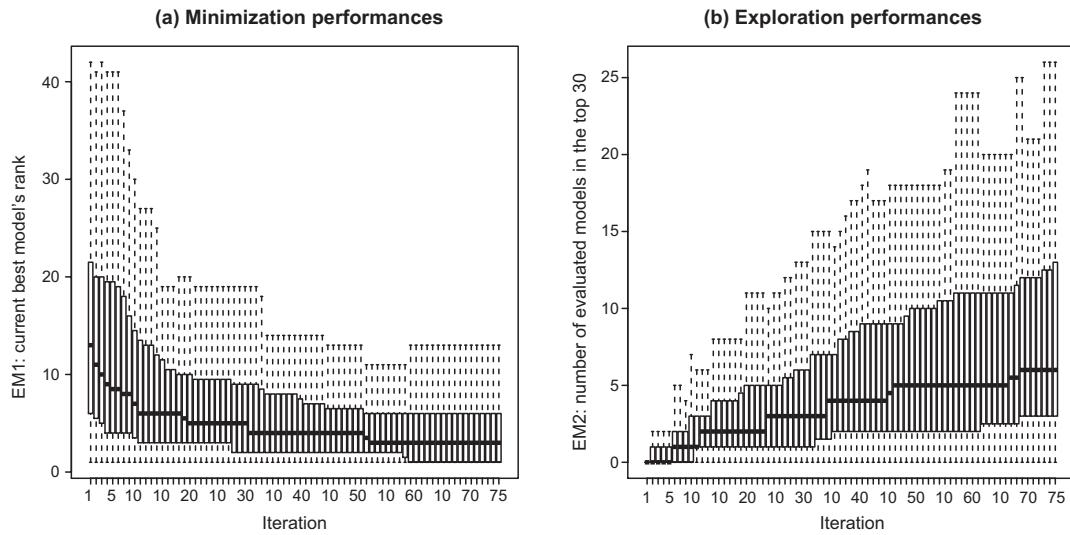 (a) Minimization performances
EM1: current best model's rank
40
30
20
10
0
1 5 10 10 20 10 30 10 40 10 50 10 60 10 70 75
Iteration
(b) Exploration performances
EM2: number of evaluated models in the top 30
25
20
15
10
5
0
1 5 10 10 20 10 30 10 40 10 50 10 60 10 70 75
Iteration